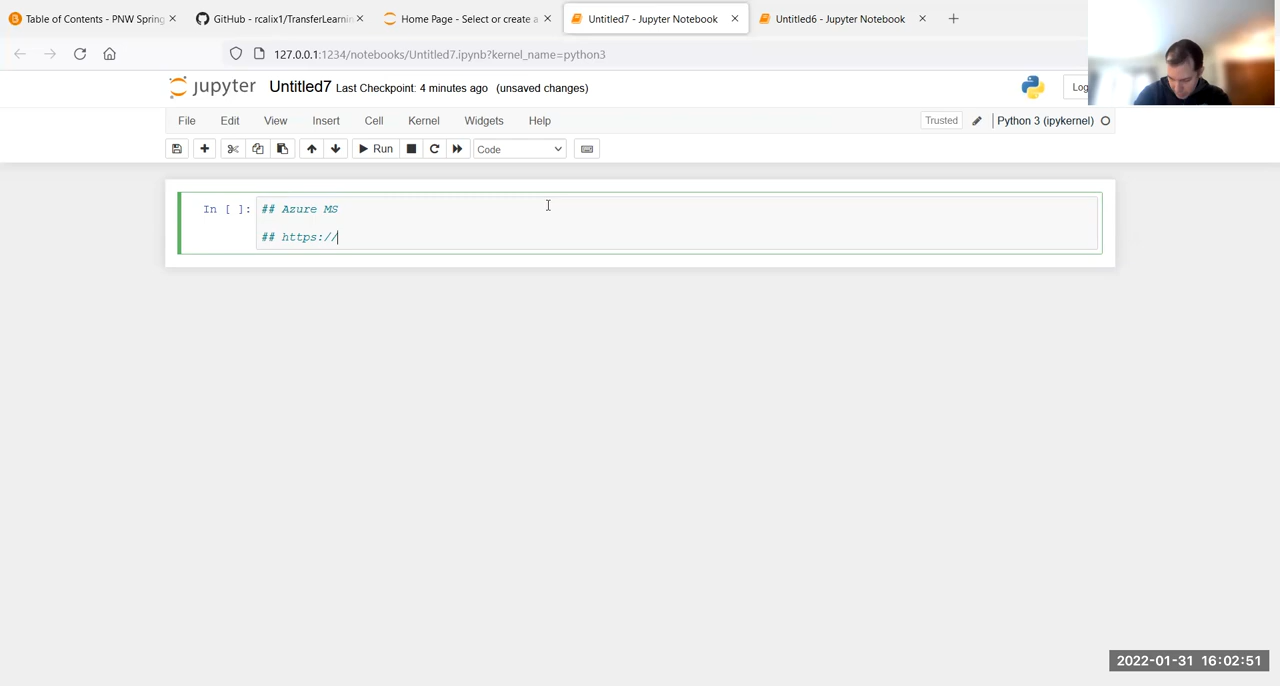 Table of Contents - PNW Spring
GitHub - rcalix1/TransferLearnin
Home Page - Select or create a
Untitled7 - Jupyter Notebook
Untitled6 - Jupyter Notebook
127.0.0.1:1234/notebooks/Untitled7.ipynb?kernel_name=python3
jupyter Untitled7 Last Checkpoint: 4 minutes ago (unsaved changes)
Log
File Edit View Insert Cell Kernel Widgets Help
Trusted Python 3 (ipykernel)
Run Code
In [ ]: ## Azure MS
## https://
2022-01-31 16:02:51